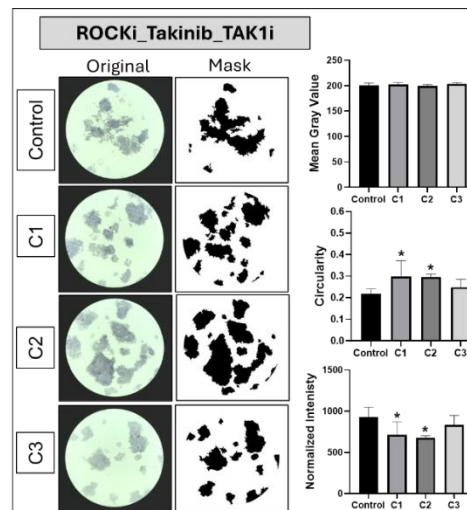 ROCKi_Takinib_TAK1i
Original Mask
Control
C1
C2
C3
Mean Gray Value
250
200
150
100
50
0
Control C1 C2 C3
Circularity
0.6
0.5
0.4
0.3
0.2
0.1
0.0
* *
Control C1 C2 C3
Normalized Intenisty
1500
1000
500
0
* *
Control C1 C2 C3